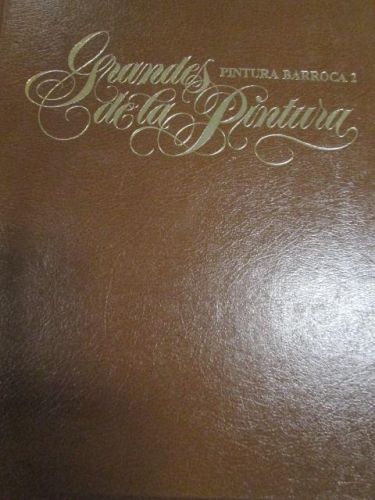 Grandes PINTURA BARROCA 2
de la Pintura